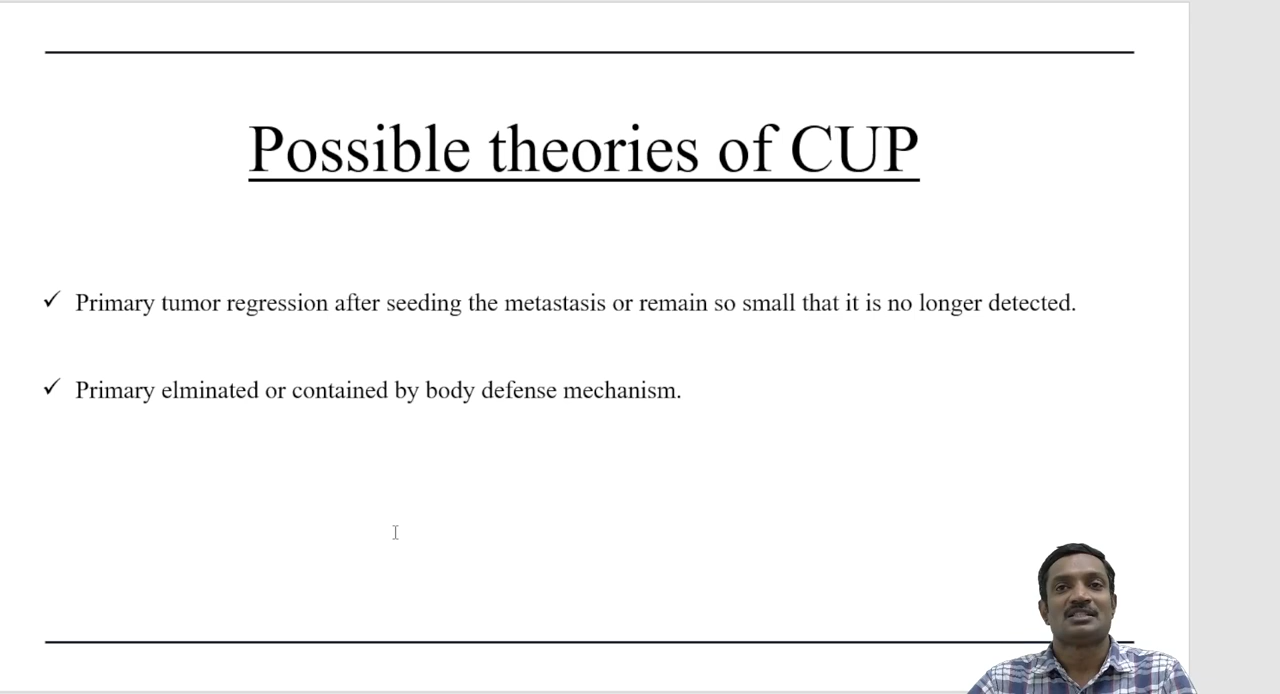 Possible theories of CUP
✓ Primary tumor regression after seeding the metastasis or remain so small that it is no longer detected.
✓ Primary elminated or contained by body defense mechanism.